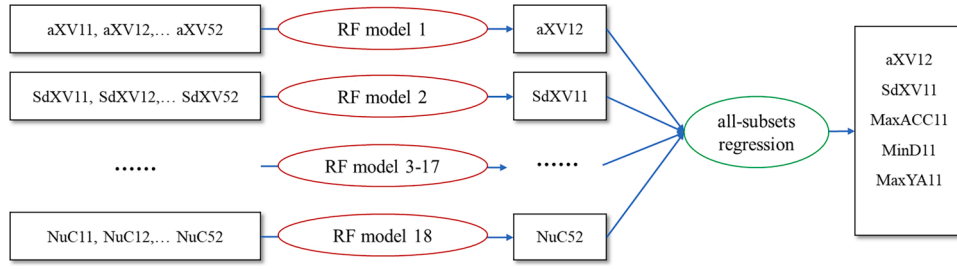 aXV11, aXV12,… aXV52
RF model 1
aXV12
SdXV11, SdXV12,… SdXV52
RF model 2
SdXV11
……
RF model 3-17
……
NuC11, NuC12,… NuC52
RF model 18
NuC52
all-subsets
regression
aXV12
SdXV11
MaxACC11
MinD11
MaxYA11